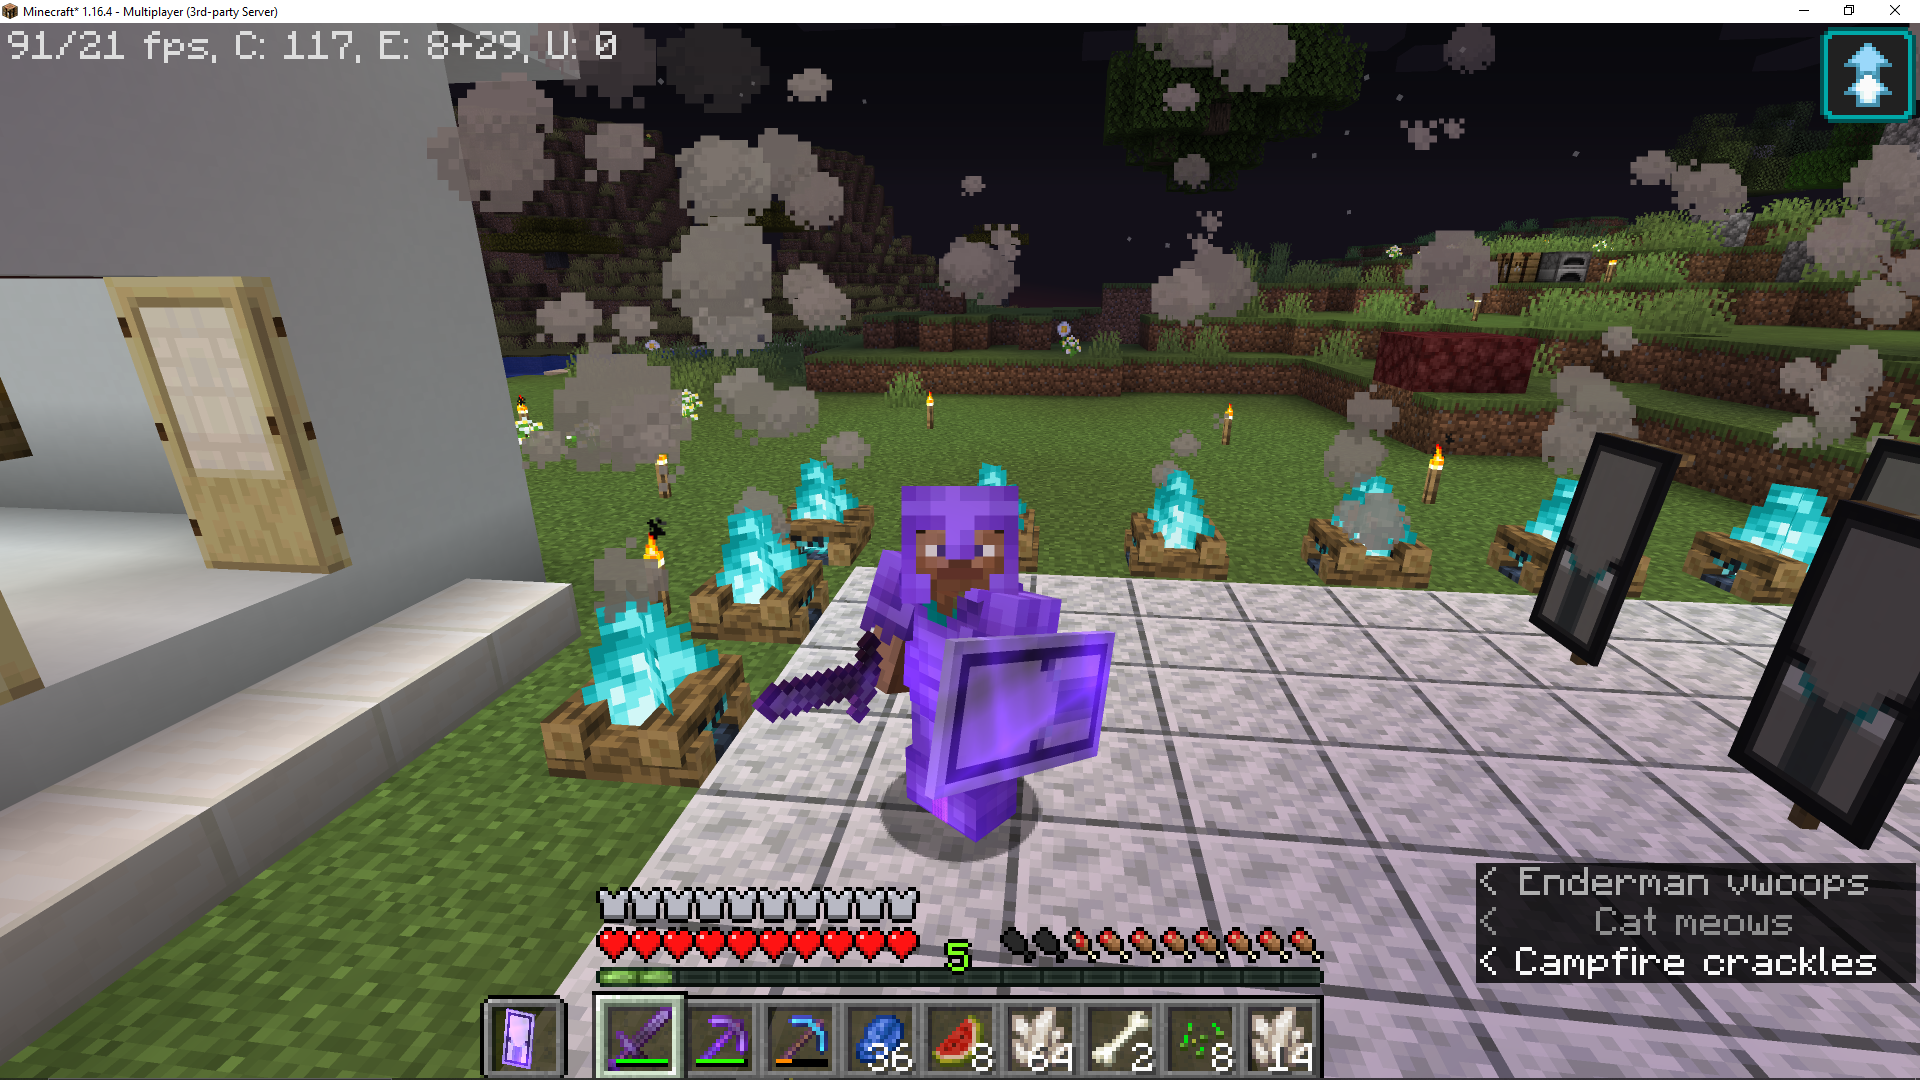 Minecraft* 1.16.4 - Multiplayer (3rd-party Server)
91/21 fps, C: 117, E: 8+29, U: 0
< Enderman vwoops
< Cat meows
< Campfire crackles
5
36 8 64 2 8 14